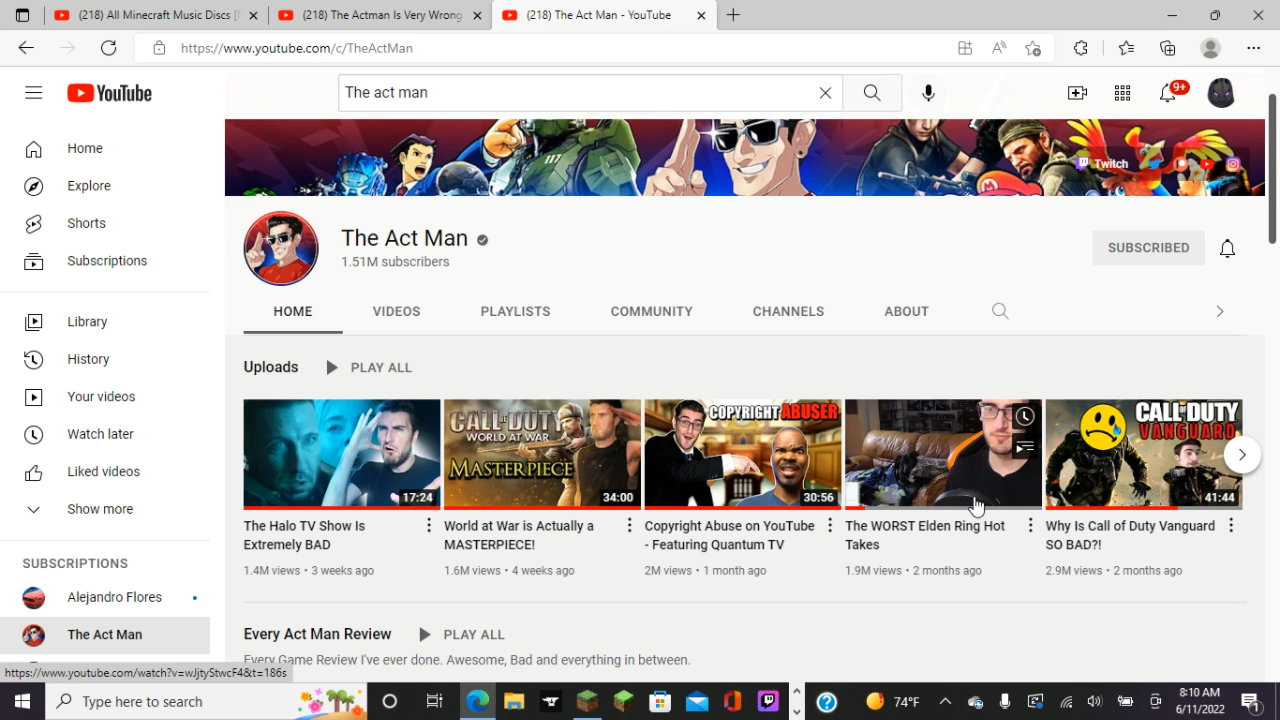 (218) All Minecraft Music Discs [
(218) The Actman Is Very Wrong
(218) The Act Man - YouTube
https://www.youtube.com/c/TheActMan
YouTube
The act man
9+
Home
Explore
Shorts
Subscriptions
Library
History
Your videos
Watch later
Liked videos
Show more
SUBSCRIPTIONS
Alejandro Flores
The Act Man
Twitch
The Act Man
1.51M subscribers
SUBSCRIBED
HOME
VIDEOS
PLAYLISTS
COMMUNITY
CHANNELS
ABOUT
Uploads
PLAY ALL
17:24
The Halo TV Show Is
Extremely BAD
1.4M views • 3 weeks ago
CALL OF DUTY
WORLD AT WAR
MASTERPIECE
34:00
World at War is Actually a
MASTERPIECE!
1.6M views • 4 weeks ago
COPYRIGHT ABUSER
30:56
Copyright Abuse on YouTube
- Featuring Quantum TV
2M views • 1 month ago
The WORST Elden Ring Hot
Takes
1.9M views • 2 months ago
CALL OF DUTY
VANGUARD
41:44
Why Is Call of Duty Vanguard
SO BAD?!
2.9M views • 2 months ago
Every Act Man Review
PLAY ALL
Every Game Review I've ever done. Awesome, Bad and everything in between.
https://www.youtube.com/watch?v=wJjtyStwcF4&t=186s
Type here to search
74°F
8:10 AM
6/11/2022
1